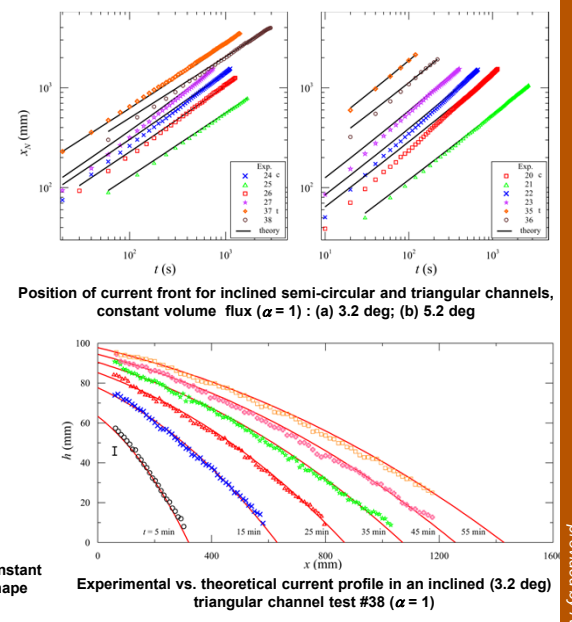 10³
10²
x_N (mm)
10²
10³
t (s)
Exp.
24 c
25
26
27
37 t
38
theory
10³
10²
10¹
10²
10³
t (s)
Exp.
20 c
21
22
23
35 t
36
theory
Position of current front for inclined semi-circular and triangular channels,
constant volume flux (α = 1) : (a) 3.2 deg; (b) 5.2 deg
100
80
60
40
20
0
h (mm)
t = 5 min
15 min
25 min
35 min
45 min
55 min
0
400
800
1200
1600
x (mm)
Experimental vs. theoretical current profile in an inclined (3.2 deg)
triangular channel test #38 (α = 1)
provided by